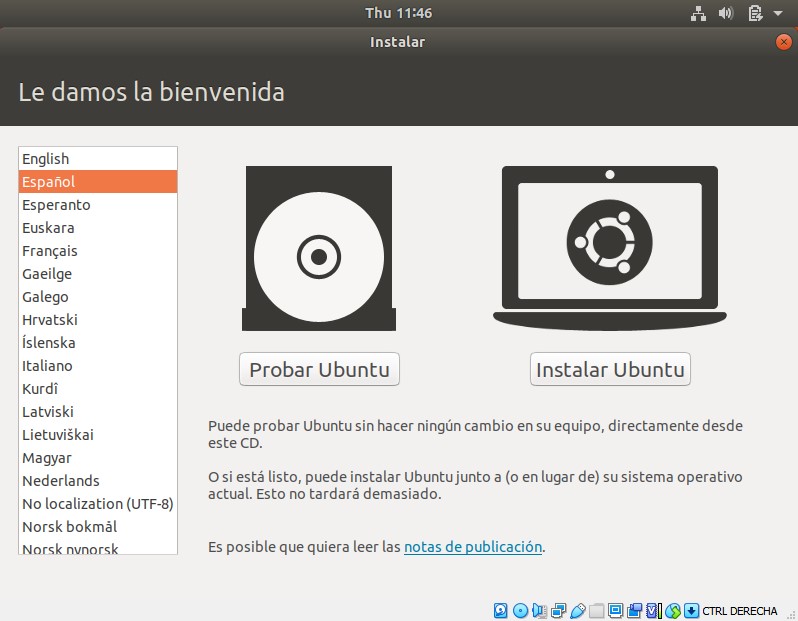 Thu 11:46
Instalar
Le damos la bienvenida
English
Español
Esperanto
Euskara
Français
Gaeilge
Galego
Hrvatski
Íslenska
Italiano
Kurdî
Latviski
Lietuviškai
Magyar
Nederlands
No localization (UTF-8)
Norsk bokmål
Norsk nynorsk
Probar Ubuntu
Instalar Ubuntu
Puede probar Ubuntu sin hacer ningún cambio en su equipo, directamente desde
este CD.
O si está listo, puede instalar Ubuntu junto a (o en lugar de) su sistema operativo
actual. Esto no tardará demasiado.
Es posible que quiera leer las notas de publicación.
CTRL DERECHA